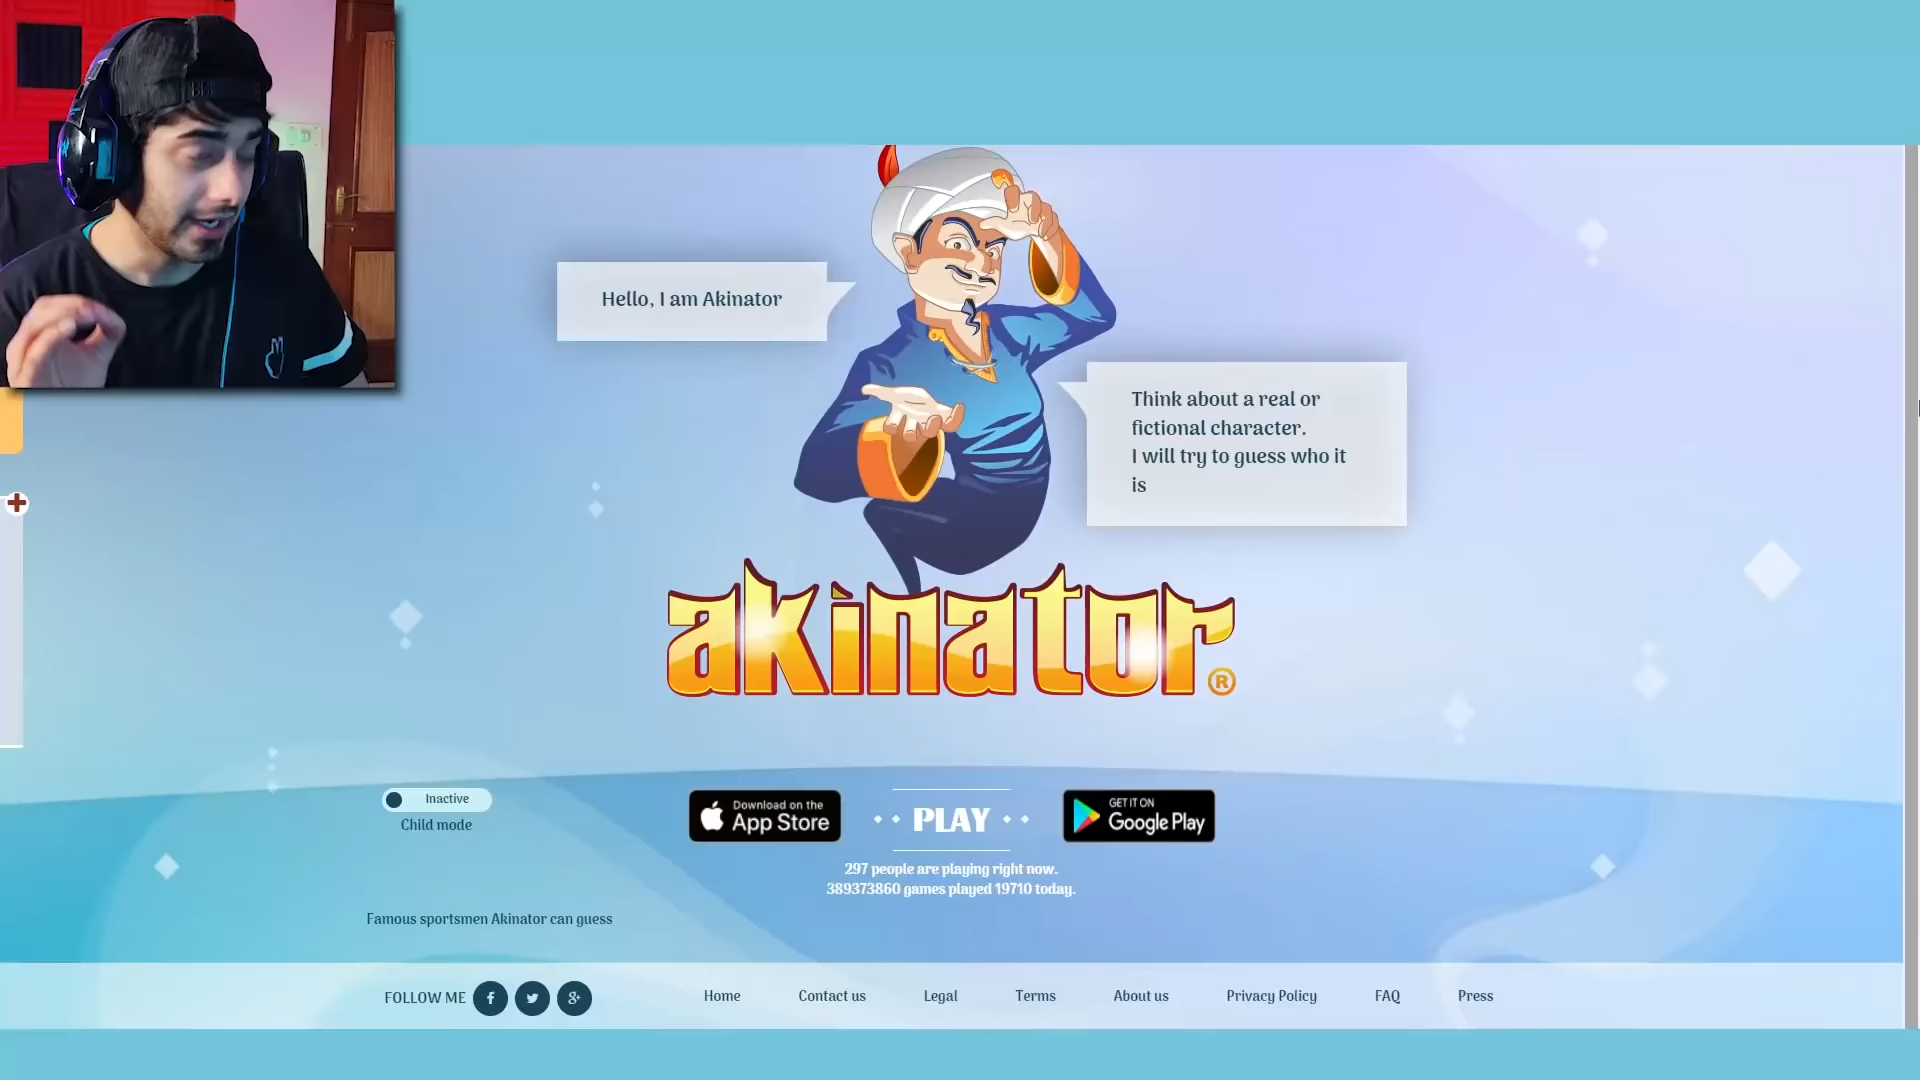 Hello, I am Akinator
Think about a real or
fictional character.
I will try to guess who it
is
akinator®
Inactive
Child mode
Download on the
App Store
PLAY
GET IT ON
Google Play
297 people are playing right now.
389373860 games played 19710 today.
Famous sportsmen Akinator can guess
FOLLOW ME
Home
Contact us
Legal
Terms
About us
Privacy Policy
FAQ
Press